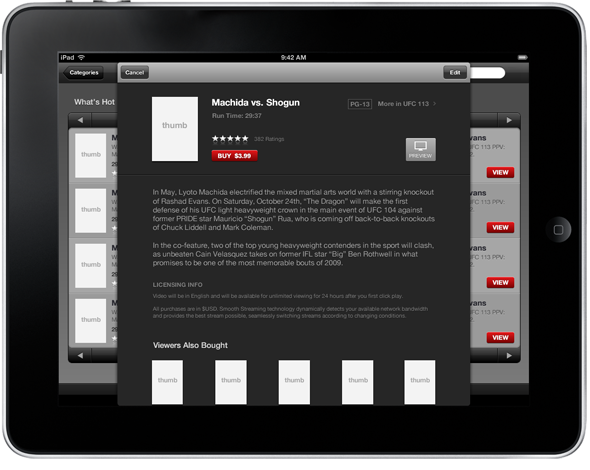 iPad
9:42 AM
Categories
Cancel
Edit
What's Hot
Machida vs. Shogun
PG-13
More in UFC 113
Run Time: 29:37
382 Ratings
BUY $3.99
PREVIEW
thumb
In May, Lyoto Machida electrified the mixed martial arts world with a stirring knockout
of Rashad Evans. On Saturday, October 24th, “The Dragon” will make the first
defense of his UFC light heavyweight crown in the main event of UFC 104 against
former PRIDE star Mauricio “Shogun” Rua, who is coming off back-to-back knockouts
of Chuck Liddell and Mark Coleman.
In the co-feature, two of the top young heavyweight contenders in the sport will clash,
as unbeaten Cain Velasquez takes on former IFL star “Big” Ben Rothwell in what
promises to be one of the most memorable bouts of 2009.
LICENSING INFO
Video will be in English and will be available for unlimited viewing for 24 hours after you first click play.
All purchases are in $USD. Smooth Streaming technology dynamically detects your available network bandwidth
and provides the best stream possible, seamlessly switching streams according to changing conditions.
Viewers Also Bought
thumb
thumb
thumb
thumb
thumb
thumb
thumb
thumb
thumb
vans
UFC 113 PPV:
VIEW
vans
UFC 113 PPV:
VIEW
vans
UFC 113 PPV:
VIEW
vans
UFC 113 PPV:
VIEW